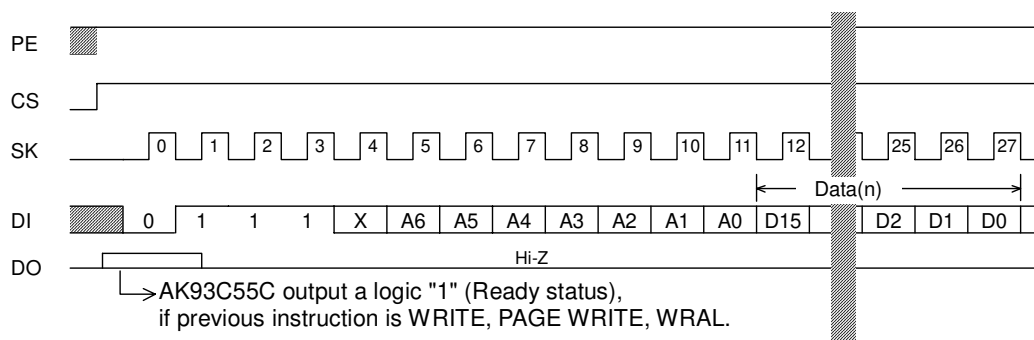 PE
CS
SK 0 1 2 3 4 5 6 7 8 9 10 11 12 25 26 27
Data(n)
DI 0 1 1 1 X A6 A5 A4 A3 A2 A1 A0 D15 D2 D1 D0
DO Hi-Z
AK93C55C output a logic "1" (Ready status),
if previous instruction is WRITE, PAGE WRITE, WRAL.